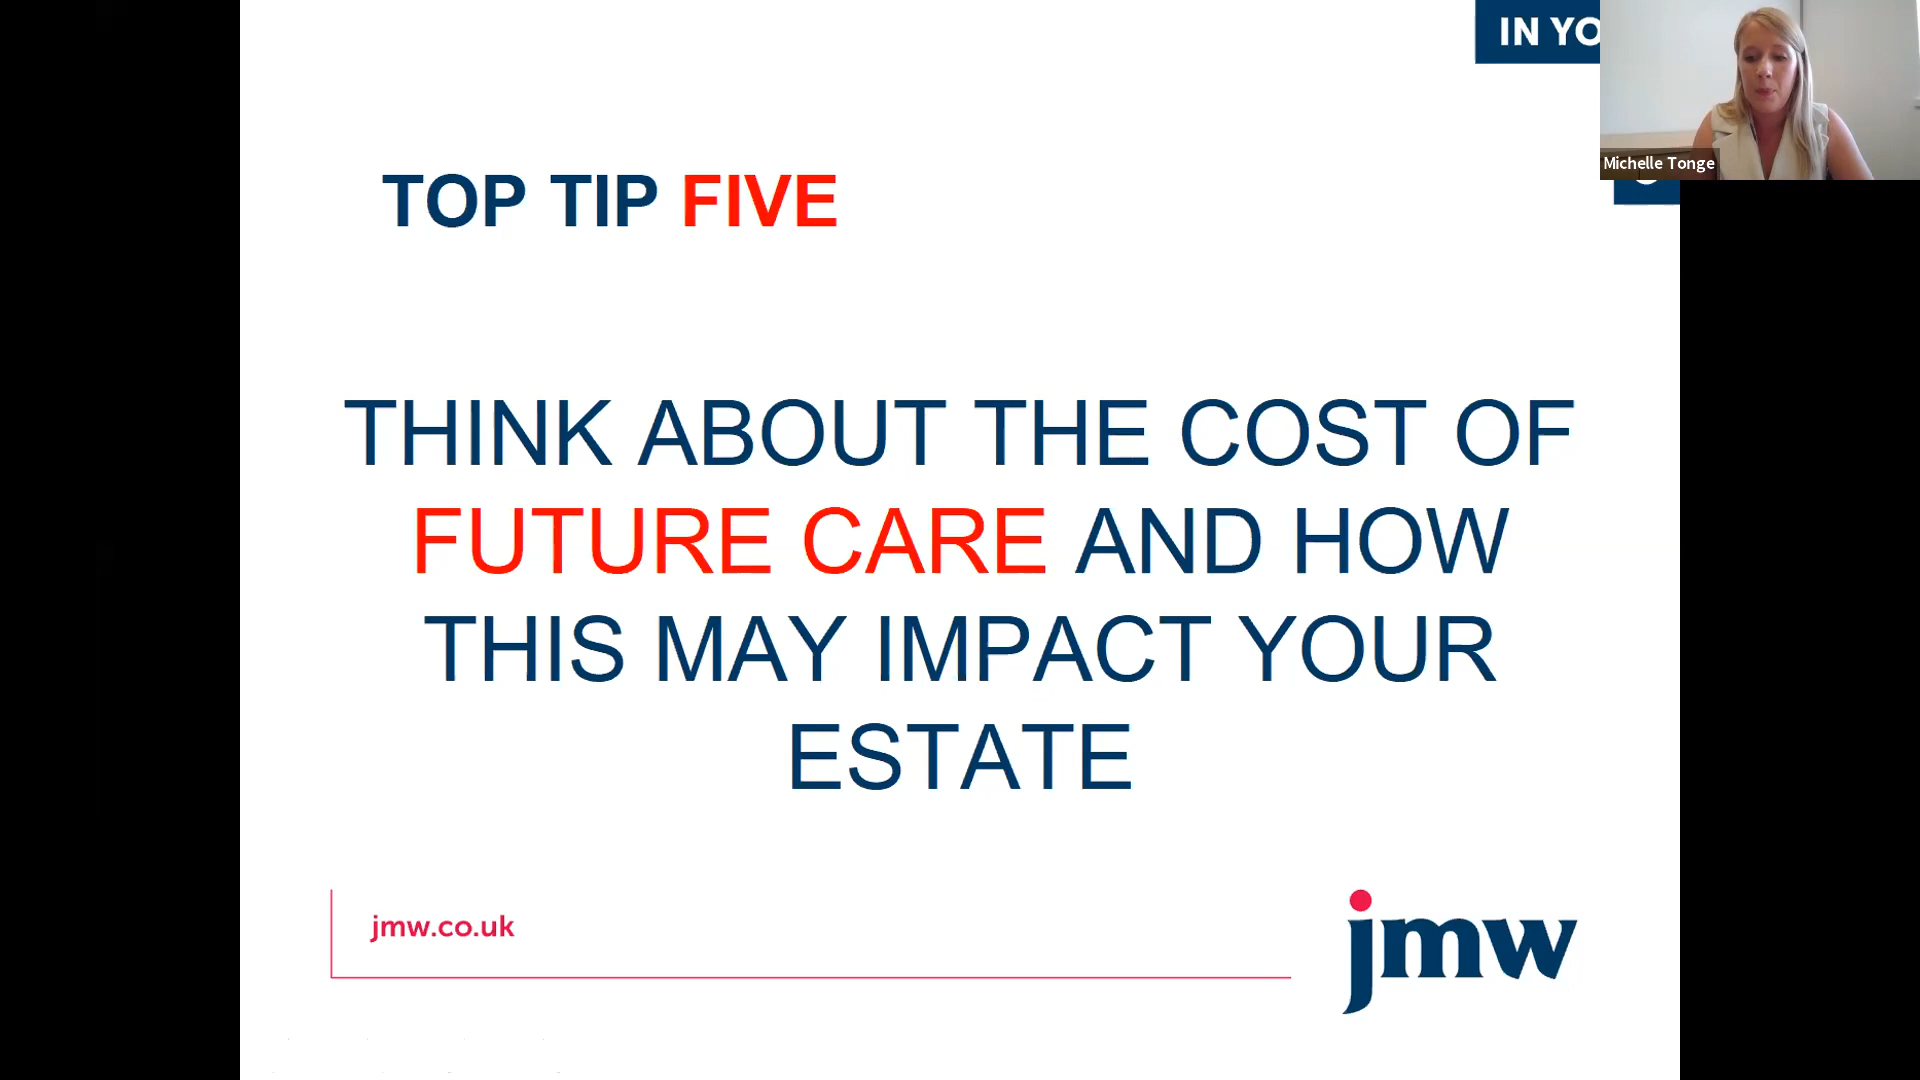 IN YO
Michelle Tonge
TOP TIP FIVE
THINK ABOUT THE COST OF
FUTURE CARE AND HOW
THIS MAY IMPACT YOUR
ESTATE
jmw.co.uk
jmw